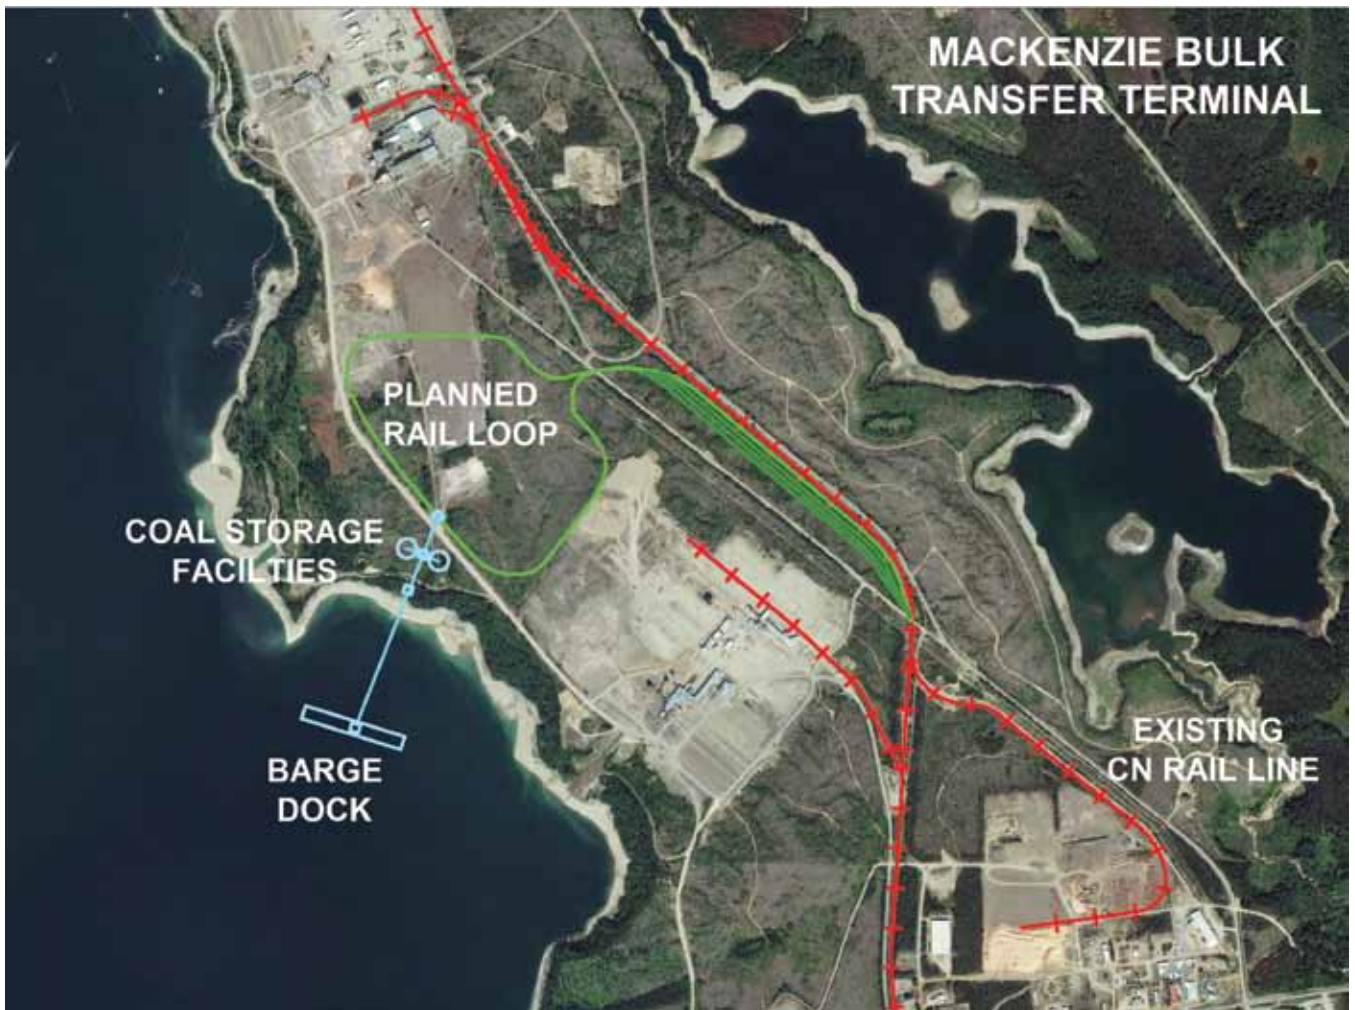 MACKENZIE BULK
TRANSFER TERMINAL
PLANNED
RAIL LOOP
COAL STORAGE
FACILTIES
BARGE
DOCK
EXISTING
CN RAIL LINE